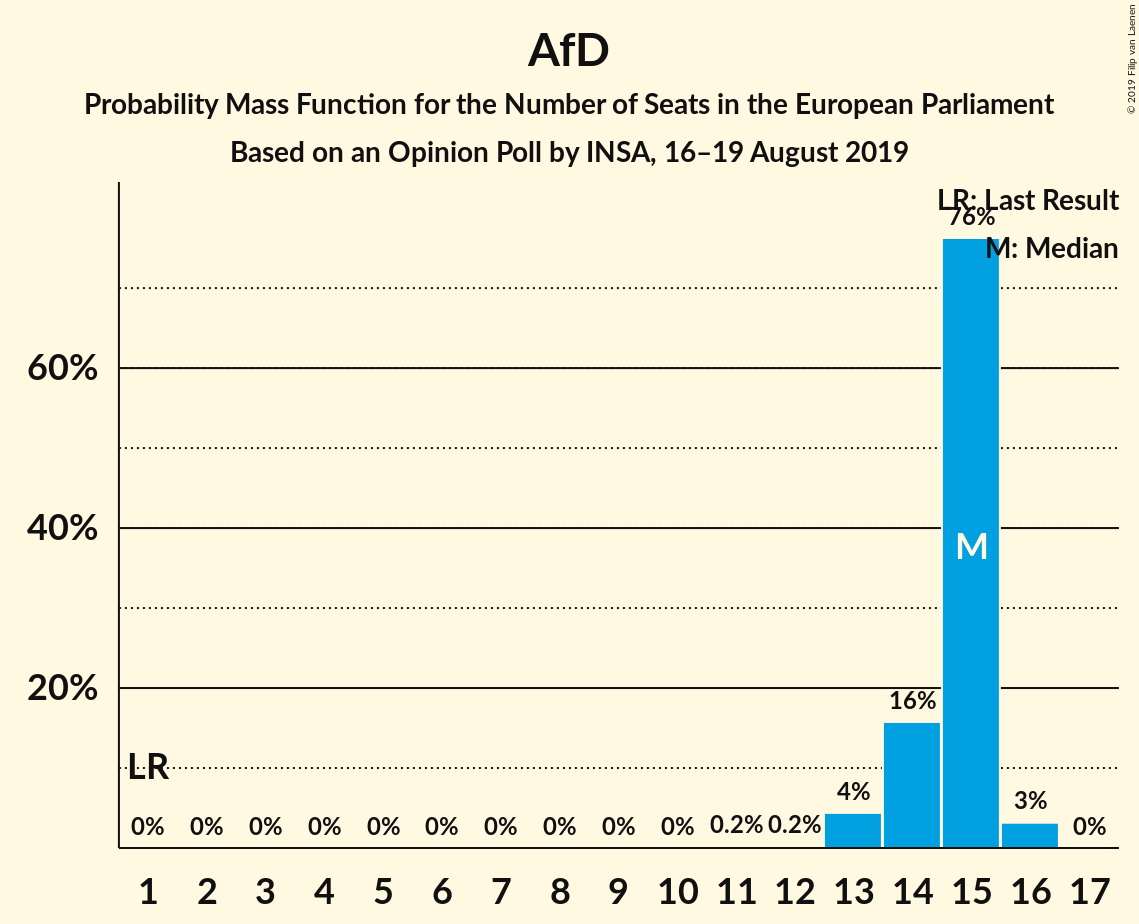 AfD
Probability Mass Function for the Number of Seats in the European Parliament
Based on an Opinion Poll by INSA, 16–19 August 2019
© 2019 Filip van Laenen
LR: Last Result
M: Median
76%
60%
40%
M
20%
16%
LR
4%
3%
0% 0% 0% 0% 0% 0% 0% 0% 0% 0% 0.2% 0.2% 0%
1 2 3 4 5 6 7 8 9 10 11 12 13 14 15 16 17